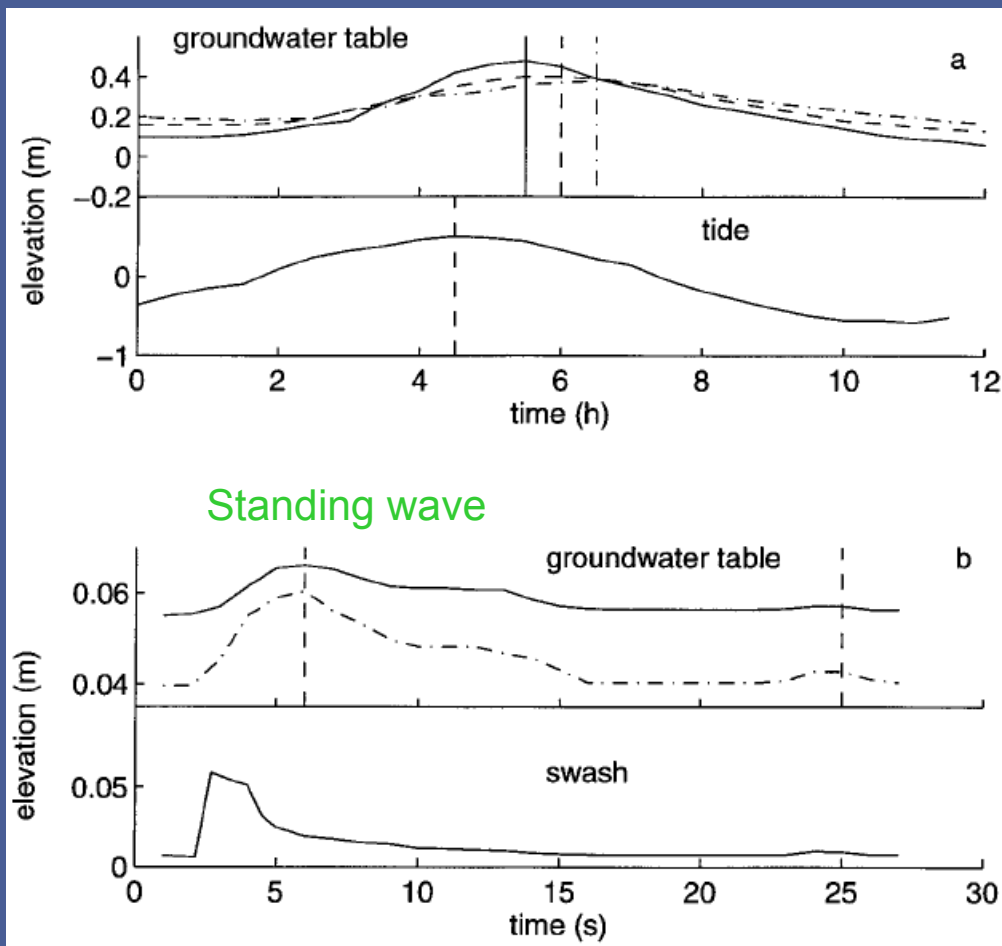 groundwater table
a
0.4
0.2
0
−0.2
elevation (m)
tide
0
−1
0 2 4 6 8 10 12
time (h)
Standing wave
groundwater table
b
0.06
0.04
elevation (m)
swash
0.05
0
0 5 10 15 20 25 30
time (s)